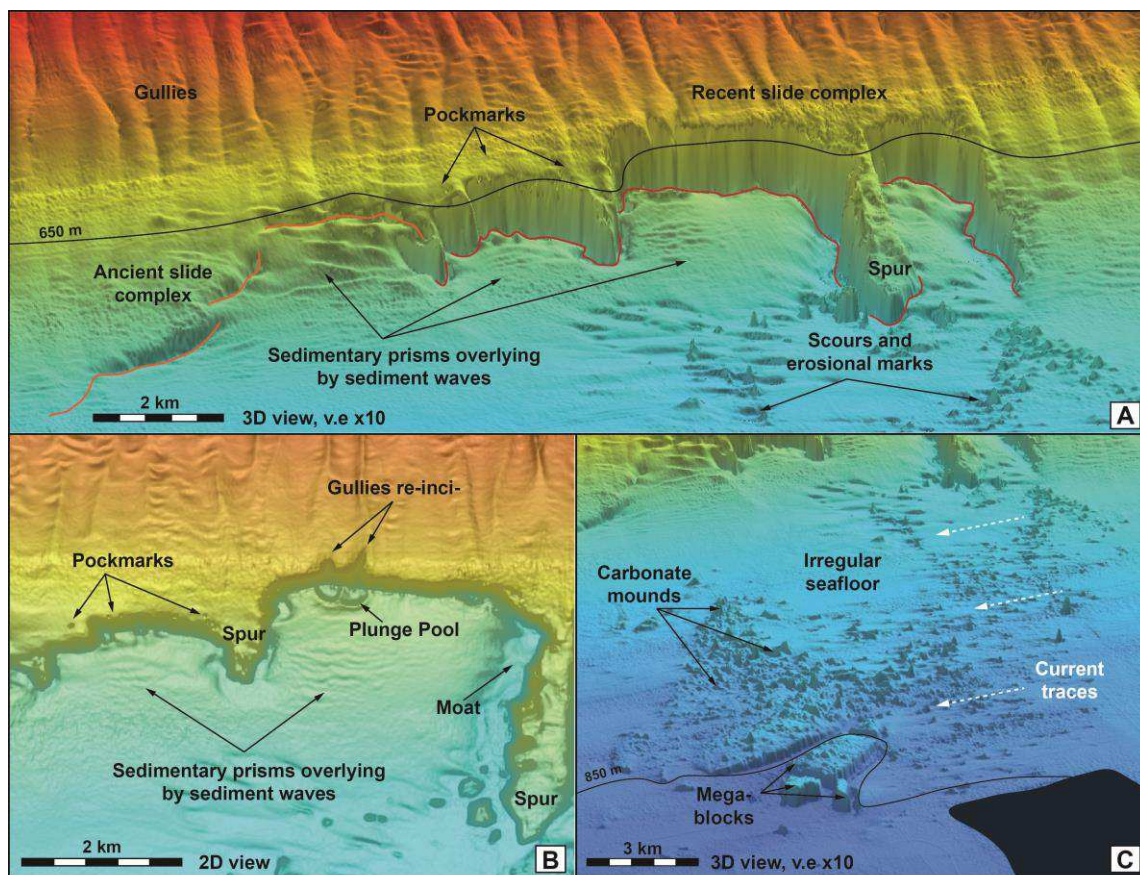 Gullies
Recent slide complex
Pockmarks
650 m
Ancient slide
complex
Spur
Sedimentary prisms overlying
by sediment waves
Scours and
erosional marks
2 km
3D view, v.e x10
A
Gullies re-inci-
Pockmarks
Spur
Plunge Pool
Moat
Sedimentary prisms overlying
by sediment waves
Spur
2 km
2D view
B
Irregular
seafloor
Carbonate
mounds
Current
traces
850 m
Mega-
blocks
3 km
3D view, v.e x10
C